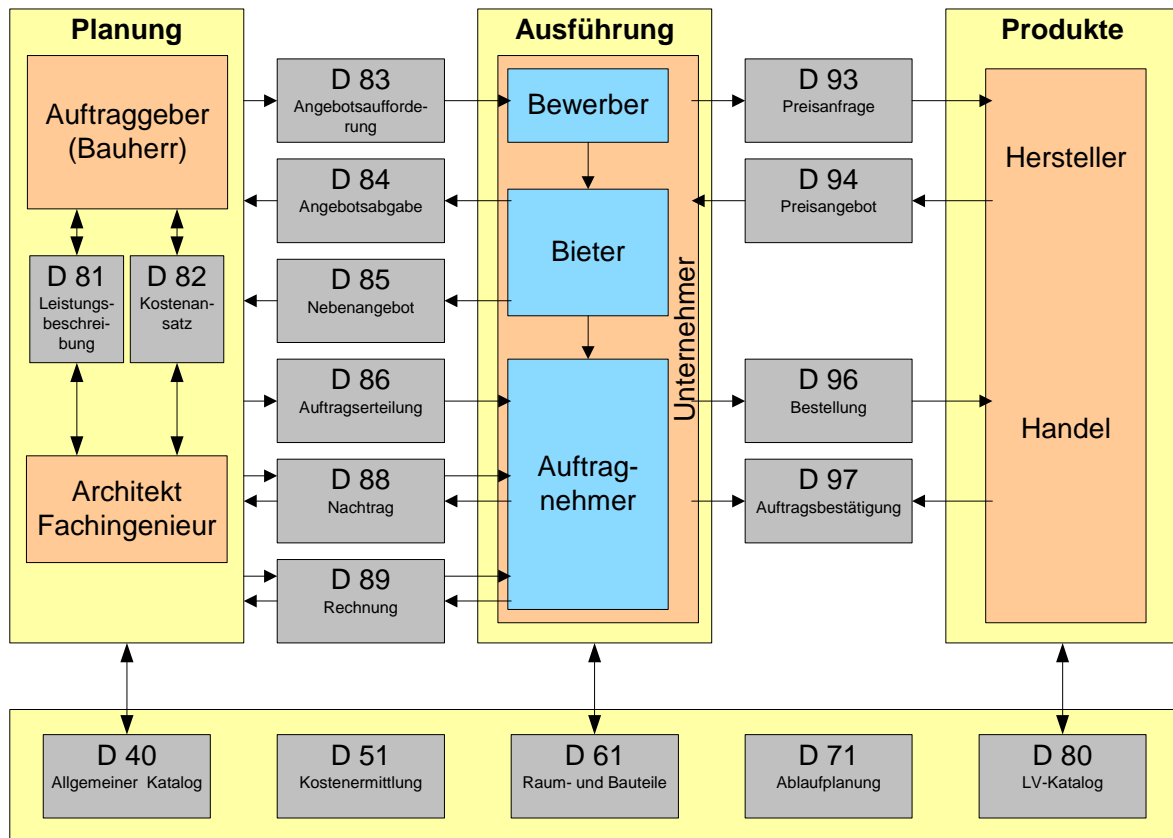 Planung
Auftraggeber
(Bauherr)
D 81
Leistungs-
beschrei-
bung
D 82
Kostenan-
satz
Architekt
Fachingenieur
D 83
Angebotsaufforde-
rung
D 84
Angebotsabgabe
D 85
Nebenangebot
D 86
Auftragserteilung
D 88
Nachtrag
D 89
Rechnung
Ausführung
Bewerber
Bieter
Auftrag-
nehmer
Unternehmer
D 93
Preisanfrage
D 94
Preisangebot
D 96
Bestellung
D 97
Auftragsbestätigung
Produkte
Hersteller
Handel
D 40
Allgemeiner Katalog
D 51
Kostenermittlung
D 61
Raum- und Bauteile
D 71
Ablaufplanung
D 80
LV-Katalog